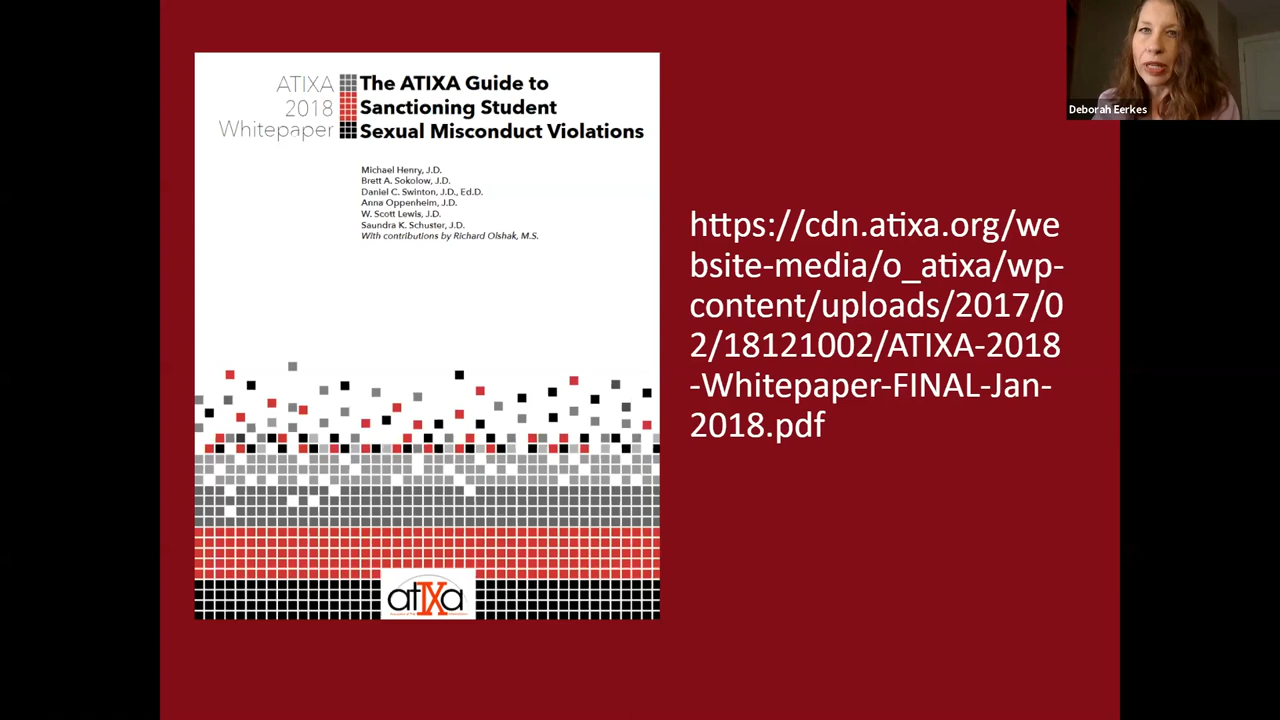 ATIXA
2018
Whitepaper
The ATIXA Guide to
Sanctioning Student
Sexual Misconduct Violations
Michael Henry, J.D.
Brett A. Sokolow, J.D.
Daniel C. Swinton, J.D., Ed.D.
Anna Oppenheim, J.D.
W. Scott Lewis, J.D.
Saundra K. Schuster, J.D.
With contributions by Richard Olshak, M.S.
atIXa
https://cdn.atixa.org/we
bsite-media/o_atixa/wp-
content/uploads/2017/0
2/18121002/ATIXA-2018
-Whitepaper-FINAL-Jan-
2018.pdf
Deborah Eerkes